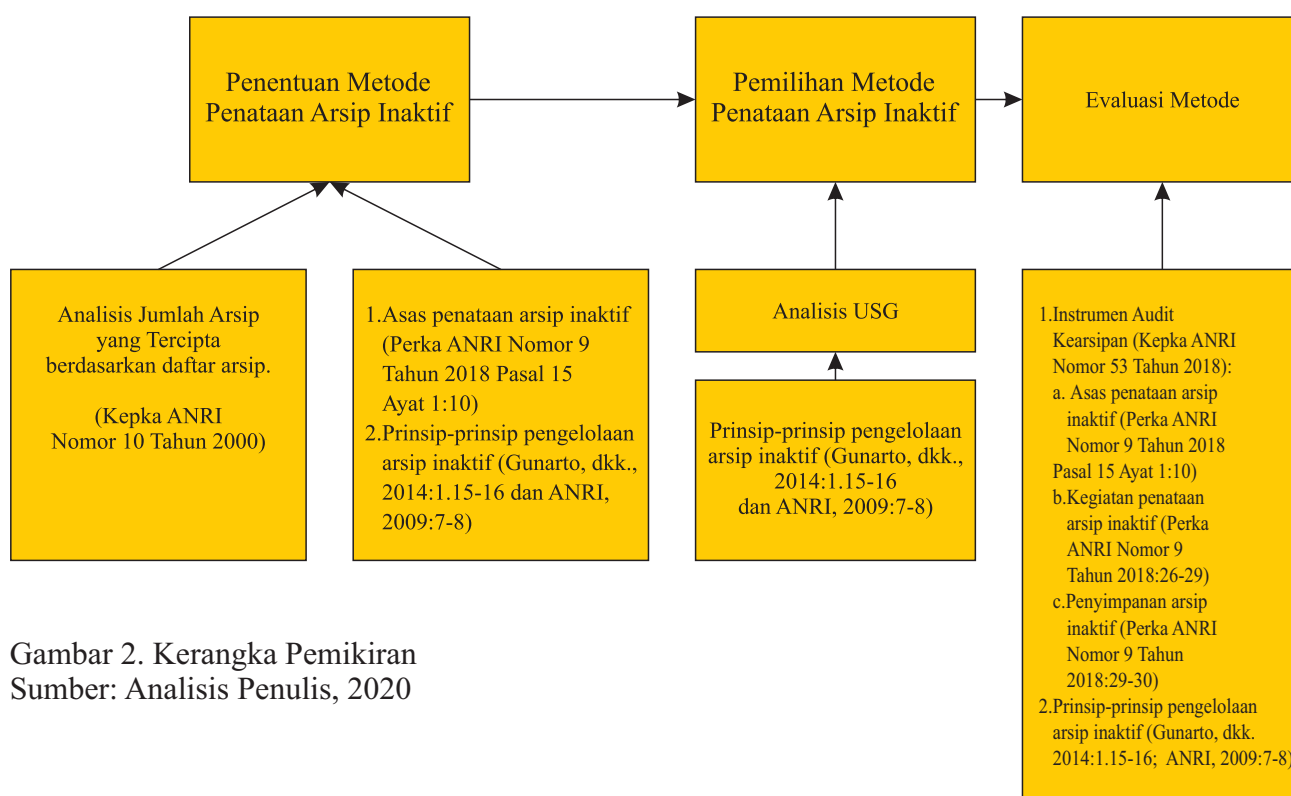 Penentuan Metode
Penataan Arsip Inaktif
Pemilihan Metode
Penataan Arsip Inaktif
Evaluasi Metode
Analisis Jumlah Arsip
yang Tercipta
berdasarkan daftar arsip.
(Kepka ANRI
Nomor 10 Tahun 2000)
1.Asas penataan arsip inaktif
(Perka ANRI Nomor 9
Tahun 2018 Pasal 15
Ayat 1:10)
2.Prinsip-prinsip pengelolaan
arsip inaktif (Gunarto, dkk.,
2014:1.15-16 dan ANRI,
2009:7-8)
Analisis USG
Prinsip-prinsip pengelolaan
arsip inaktif (Gunarto, dkk.,
2014:1.15-16
dan ANRI, 2009:7-8)
1.Instrumen Audit
Kearsipan (Kepka ANRI
Nomor 53 Tahun 2018):
a. Asas penataan arsip
inaktif (Perka ANRI
Nomor 9 Tahun 2018
Pasal 15 Ayat 1:10)
b.Kegiatan penataan
arsip inaktif (Perka
ANRI Nomor 9
Tahun 2018:26-29)
c.Penyimpanan arsip
inaktif (Perka ANRI
Nomor 9 Tahun
2018:29-30)
2.Prinsip-prinsip pengelolaan
arsip inaktif (Gunarto, dkk.
2014:1.15-16; ANRI, 2009:7-8)
Gambar 2. Kerangka Pemikiran
Sumber: Analisis Penulis, 2020